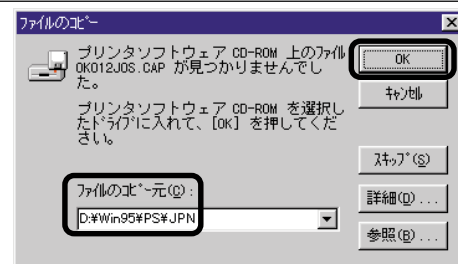 ファイルのコピー
プリンタソフトウェア CD-ROM 上のファイル
OKO12JOS.CAP が見つかりませんでし
た。
プリンタソフトウェア CD-ROM を選択し
たドライブに入れて、[OK] を押してくだ
さい。
ファイルのコピー元(C):
D:¥Win95¥PS¥JPN
OK
キャンセル
スキップ(S)
詳細(D)...
参照(B)...